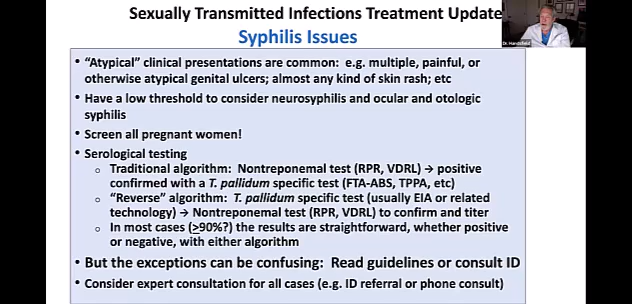 Sexually Transmitted Infections Treatment Update
Syphilis Issues
• “Atypical” clinical presentations are common: e.g. multiple, painful, or
otherwise atypical genital ulcers; almost any kind of skin rash; etc
• Have a low threshold to consider neurosyphilis and ocular and otologic
syphilis
• Screen all pregnant women!
• Serological testing
o Traditional algorithm: Nontreponemal test (RPR, VDRL) → positive
confirmed with a T. pallidum specific test (FTA-ABS, TPPA, etc)
o “Reverse” algorithm: T. pallidum specific test (usually EIA or related
technology) → Nontreponemal test (RPR, VDRL) to confirm and titer
o In most cases (≥90%?) the results are straightforward, whether positive
or negative, with either algorithm
• But the exceptions can be confusing: Read guidelines or consult ID
• Consider expert consultation for all cases (e.g. ID referral or phone consult)
Dr. Handsfield